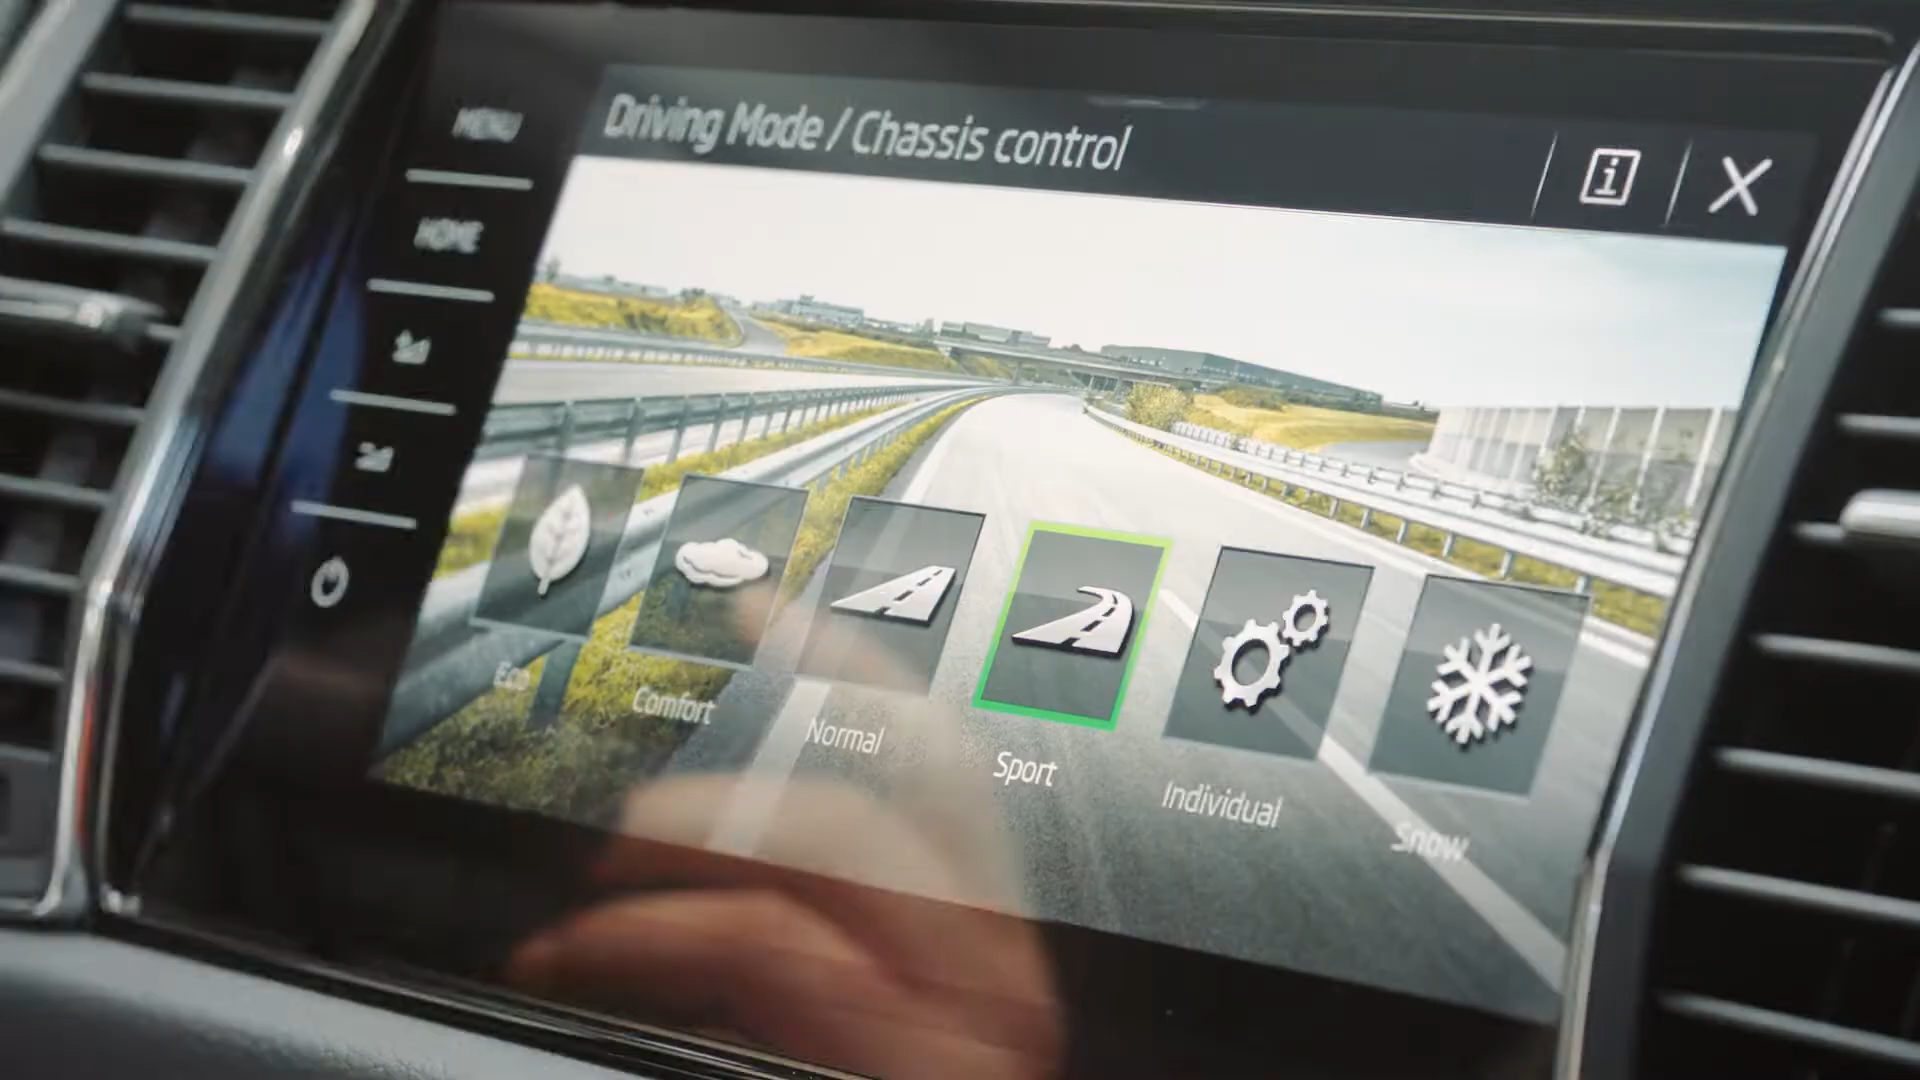 MENU
Driving Mode / Chassis control
HOME
Eco
Comfort
Normal
Sport
Individual
Snow